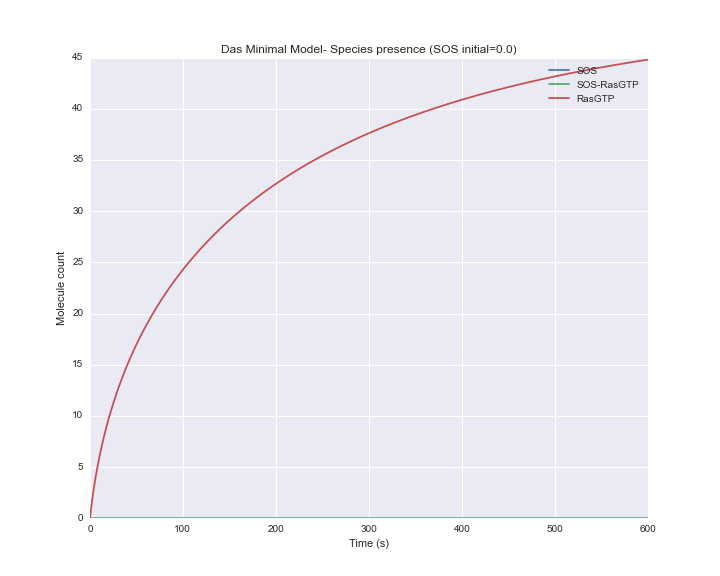 Das Minimal Model- Species presence (SOS initial=0.0)
45
40
35
30
25
20
15
10
5
0
Molecule count
SOS
SOS-RasGTP
RasGTP
0 100 200 300 400 500 600
Time (s)